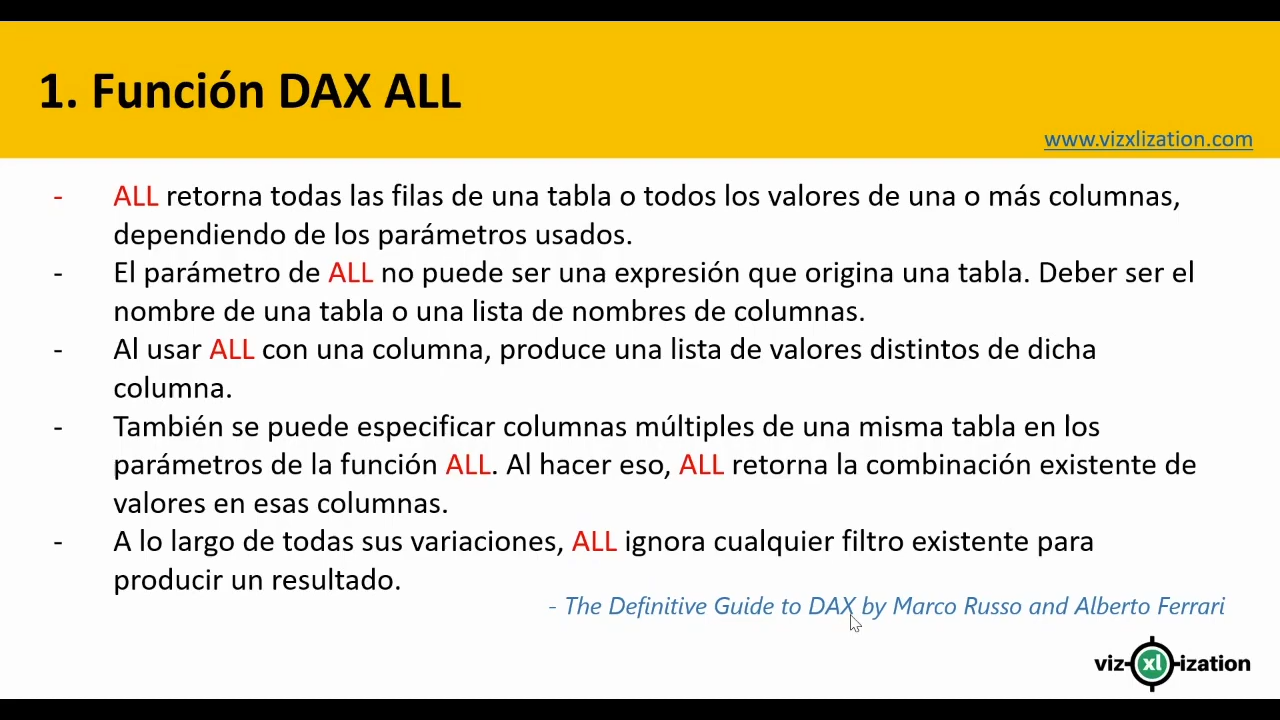 1. Función DAX ALL
www.vizxlization.com
- ALL retorna todas las filas de una tabla o todos los valores de una o más columnas,
dependiendo de los parámetros usados.
- El parámetro de ALL no puede ser una expresión que origina una tabla. Deber ser el
nombre de una tabla o una lista de nombres de columnas.
- Al usar ALL con una columna, produce una lista de valores distintos de dicha
columna.
- También se puede especificar columnas múltiples de una misma tabla en los
parámetros de la función ALL. Al hacer eso, ALL retorna la combinación existente de
valores en esas columnas.
- A lo largo de todas sus variaciones, ALL ignora cualquier filtro existente para
producir un resultado.
- The Definitive Guide to DAX by Marco Russo and Alberto Ferrari
viz-xl-ization